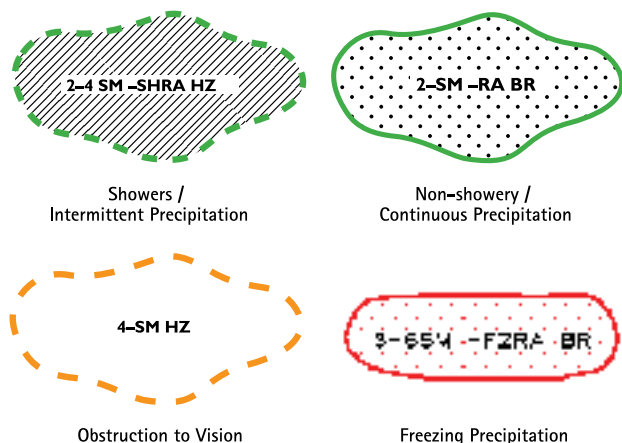 2–4 SM –SHRA HZ
2–SM –RA BR
Showers /
Intermittent Precipitation
Non–showery /
Continuous Precipitation
4–SM HZ
3-6SM -FZRA BR
Obstruction to Vision
Freezing Precipitation